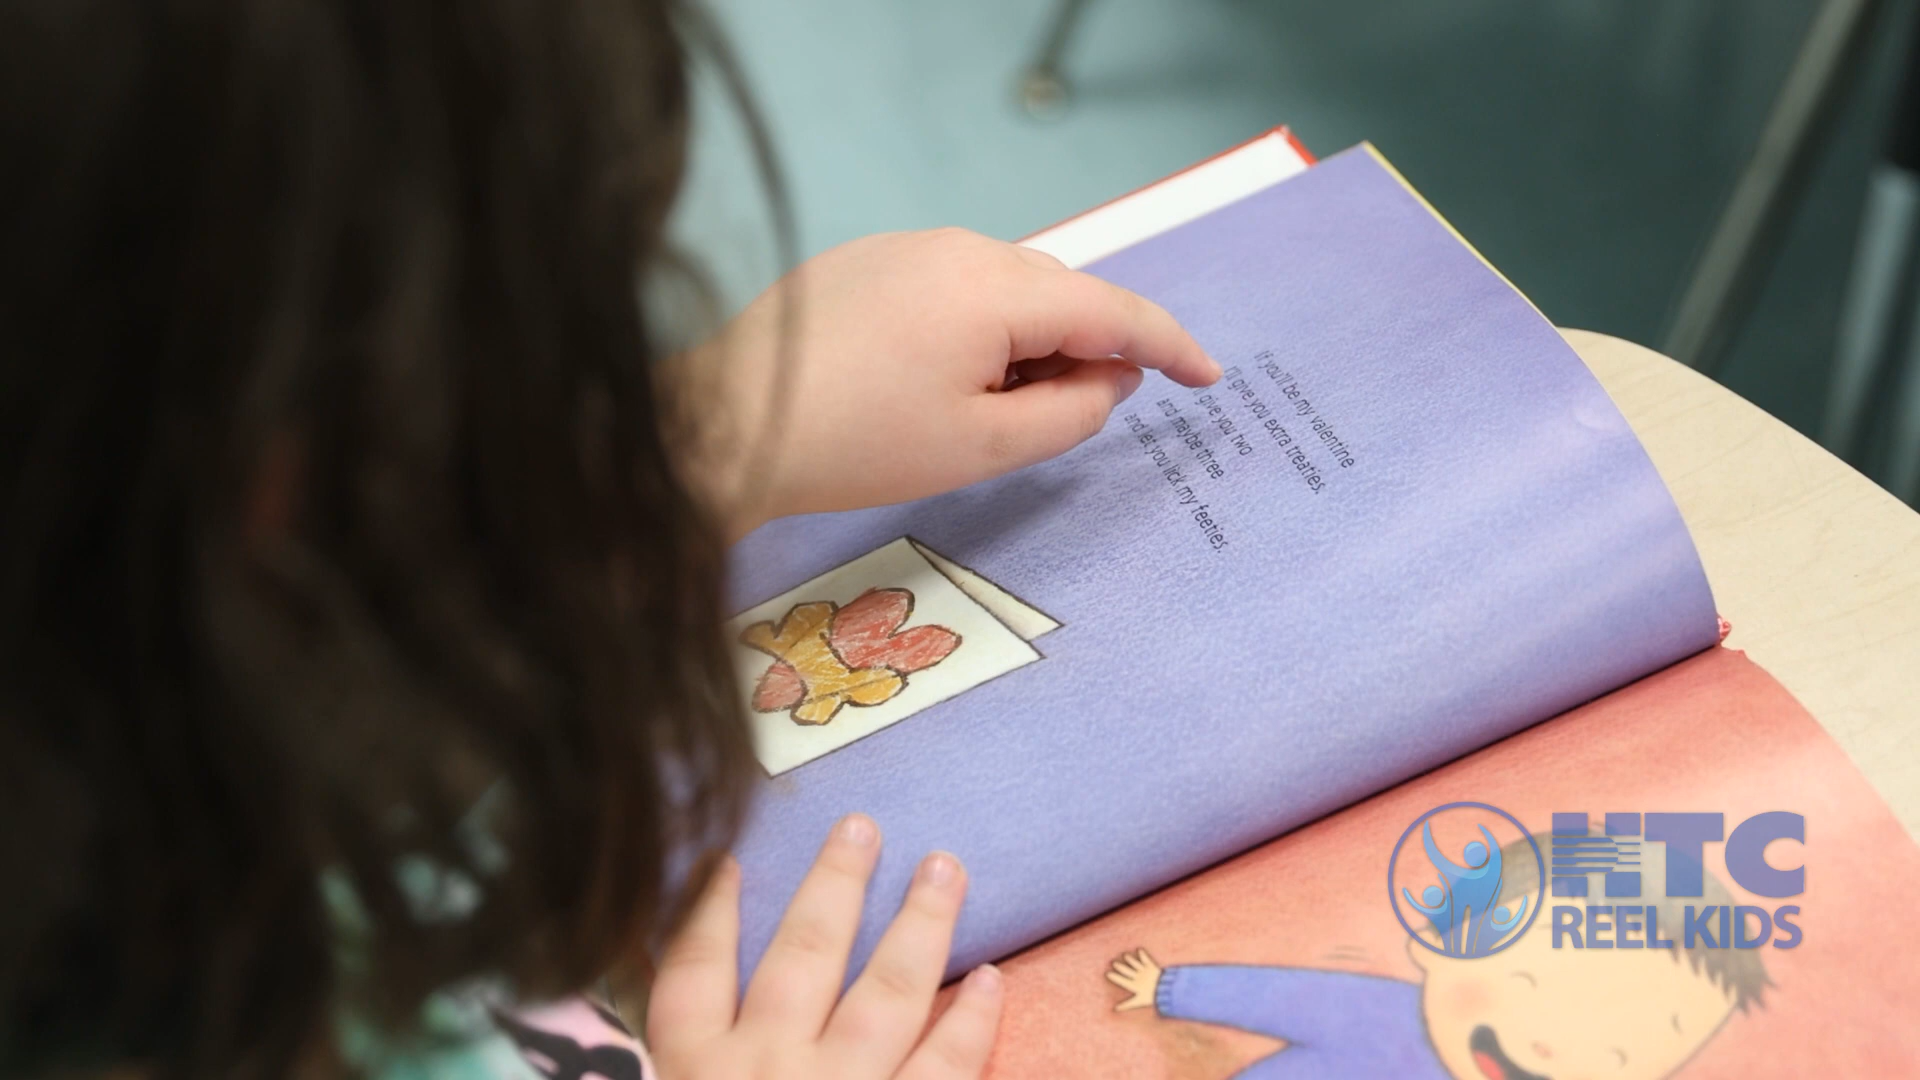 If you'll be my valentine
I'll give you extra treaties.
give you two
and maybe three
and let you lick my feeties.
HTC
REEL KIDS